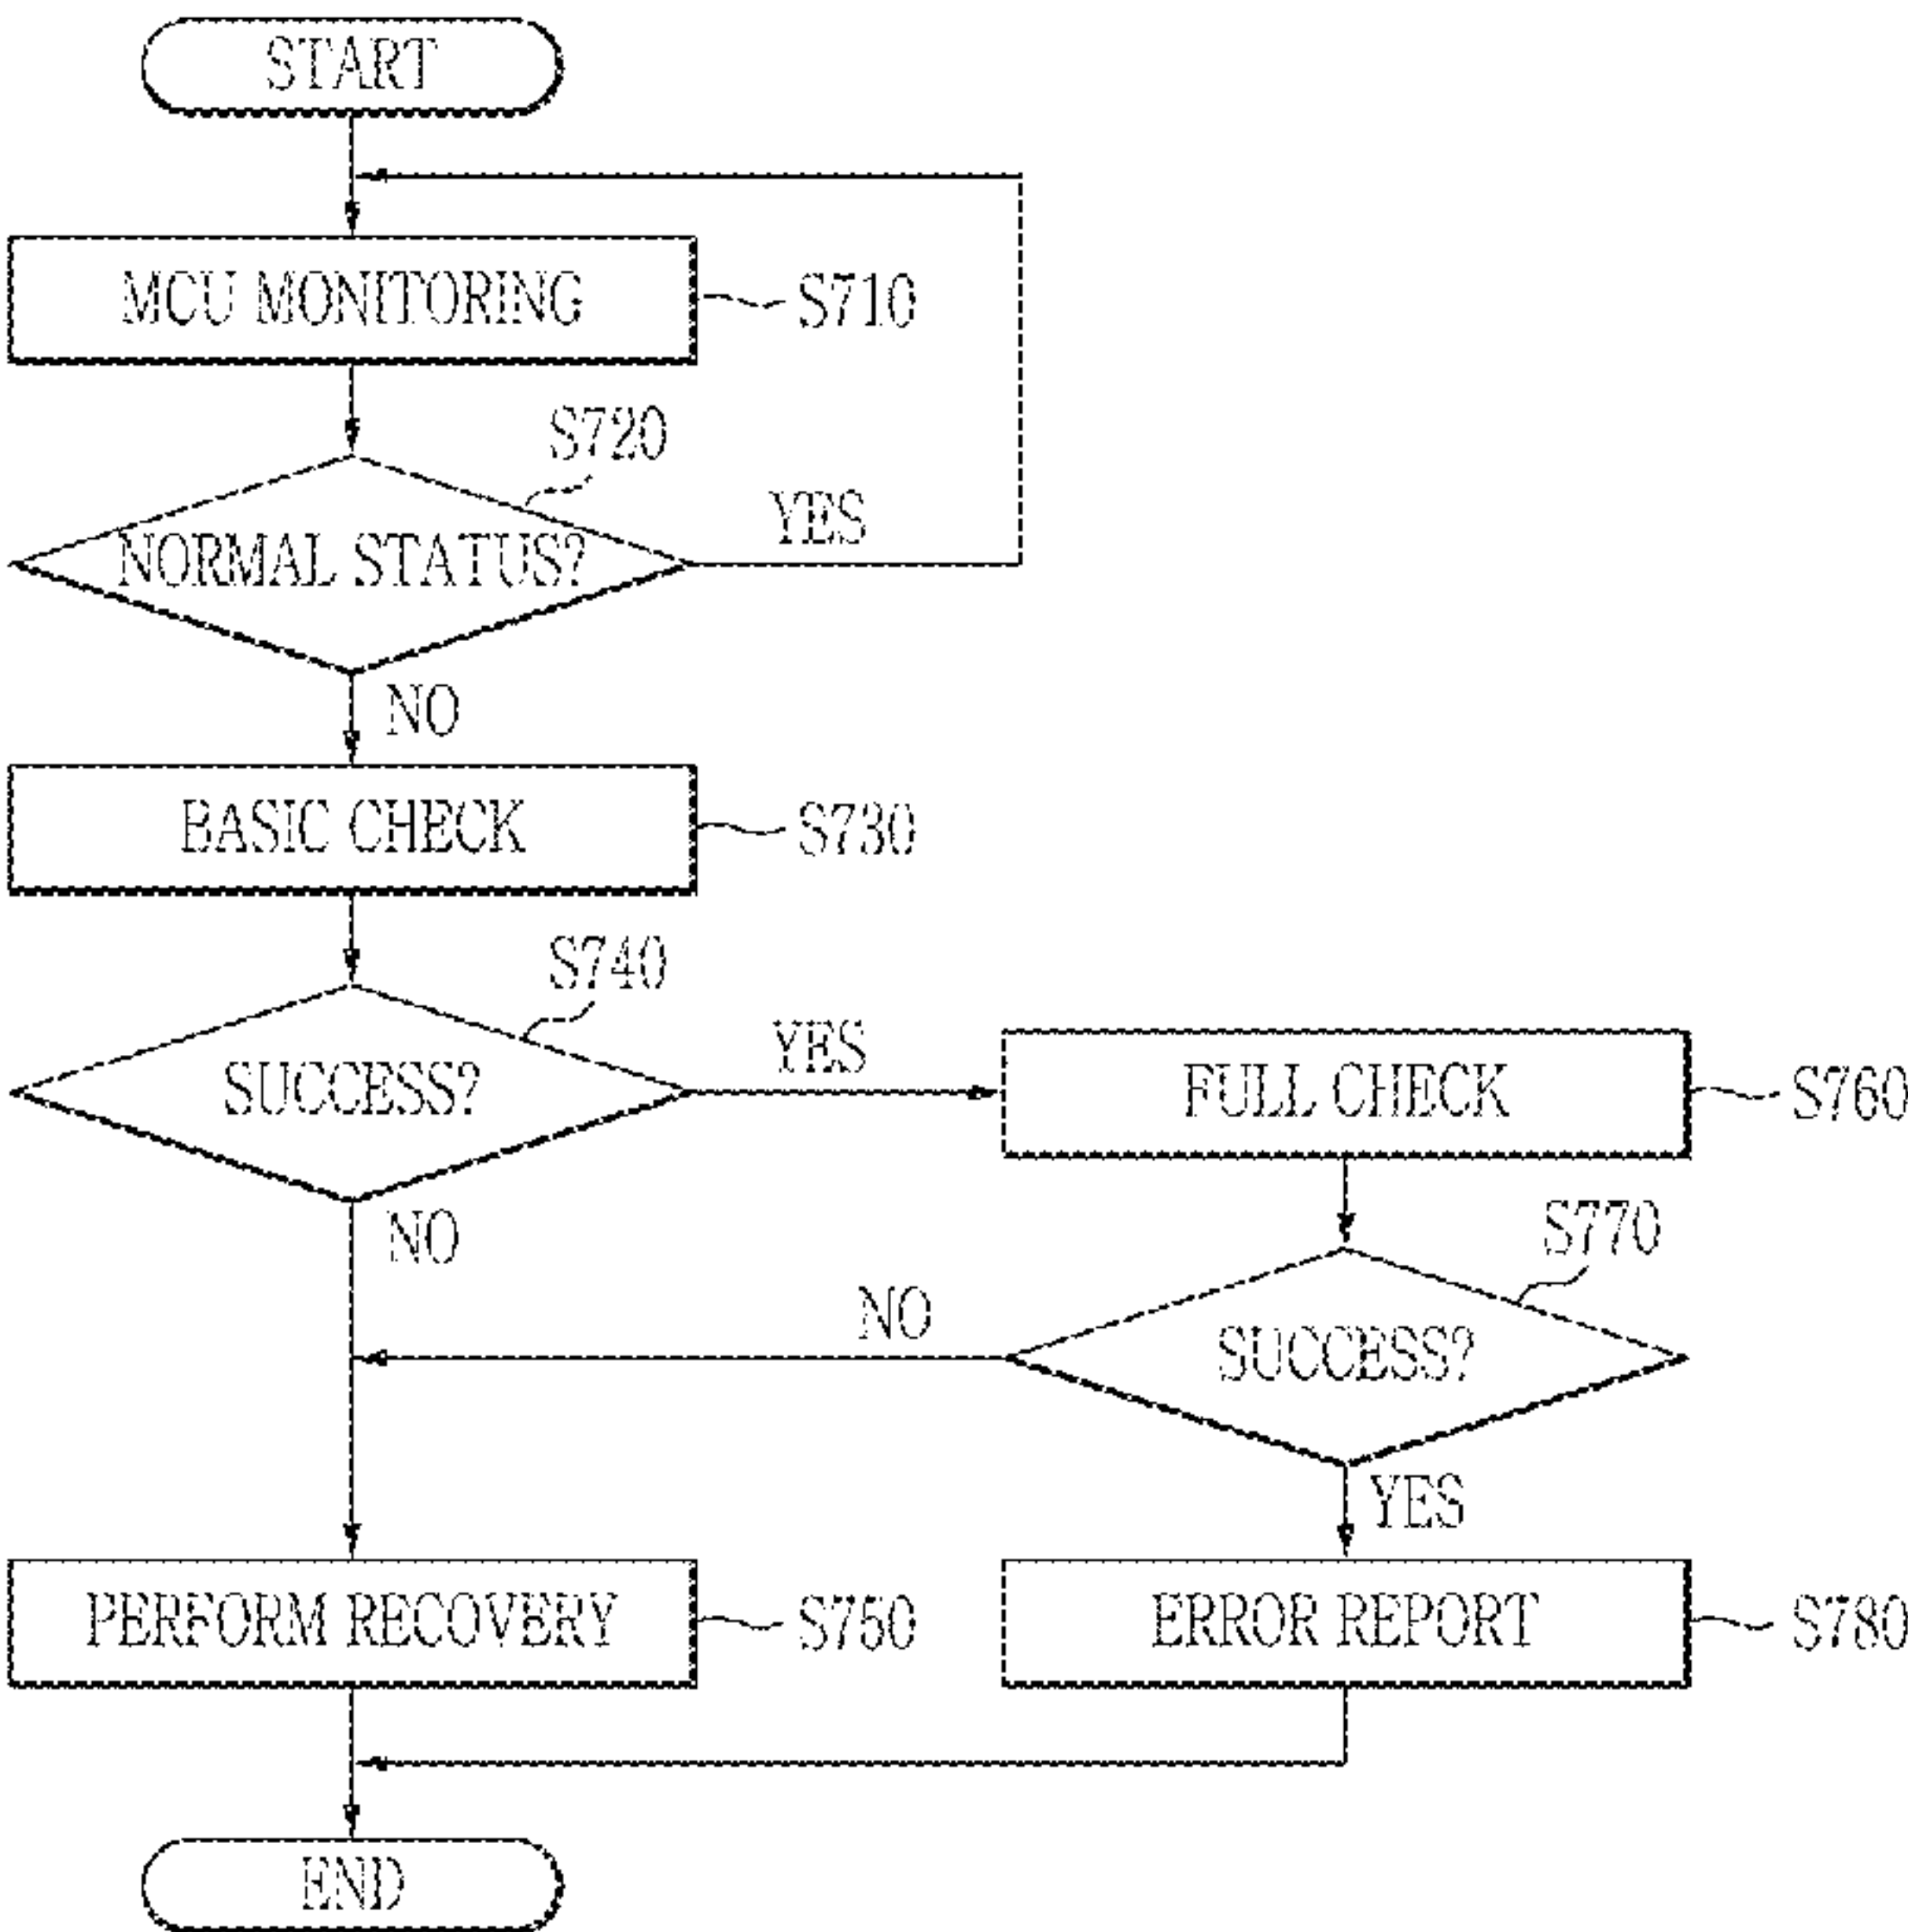 START
MCU MONITORING
S710
S720
NORMAL STATUS?
YES
NO
BASIC CHECK
S730
S740
SUCCESS?
YES
FULL CHECK
S760
NO
S770
NO
SUCCESS?
YES
PERFORM RECOVERY
S750
ERROR REPORT
S780
END